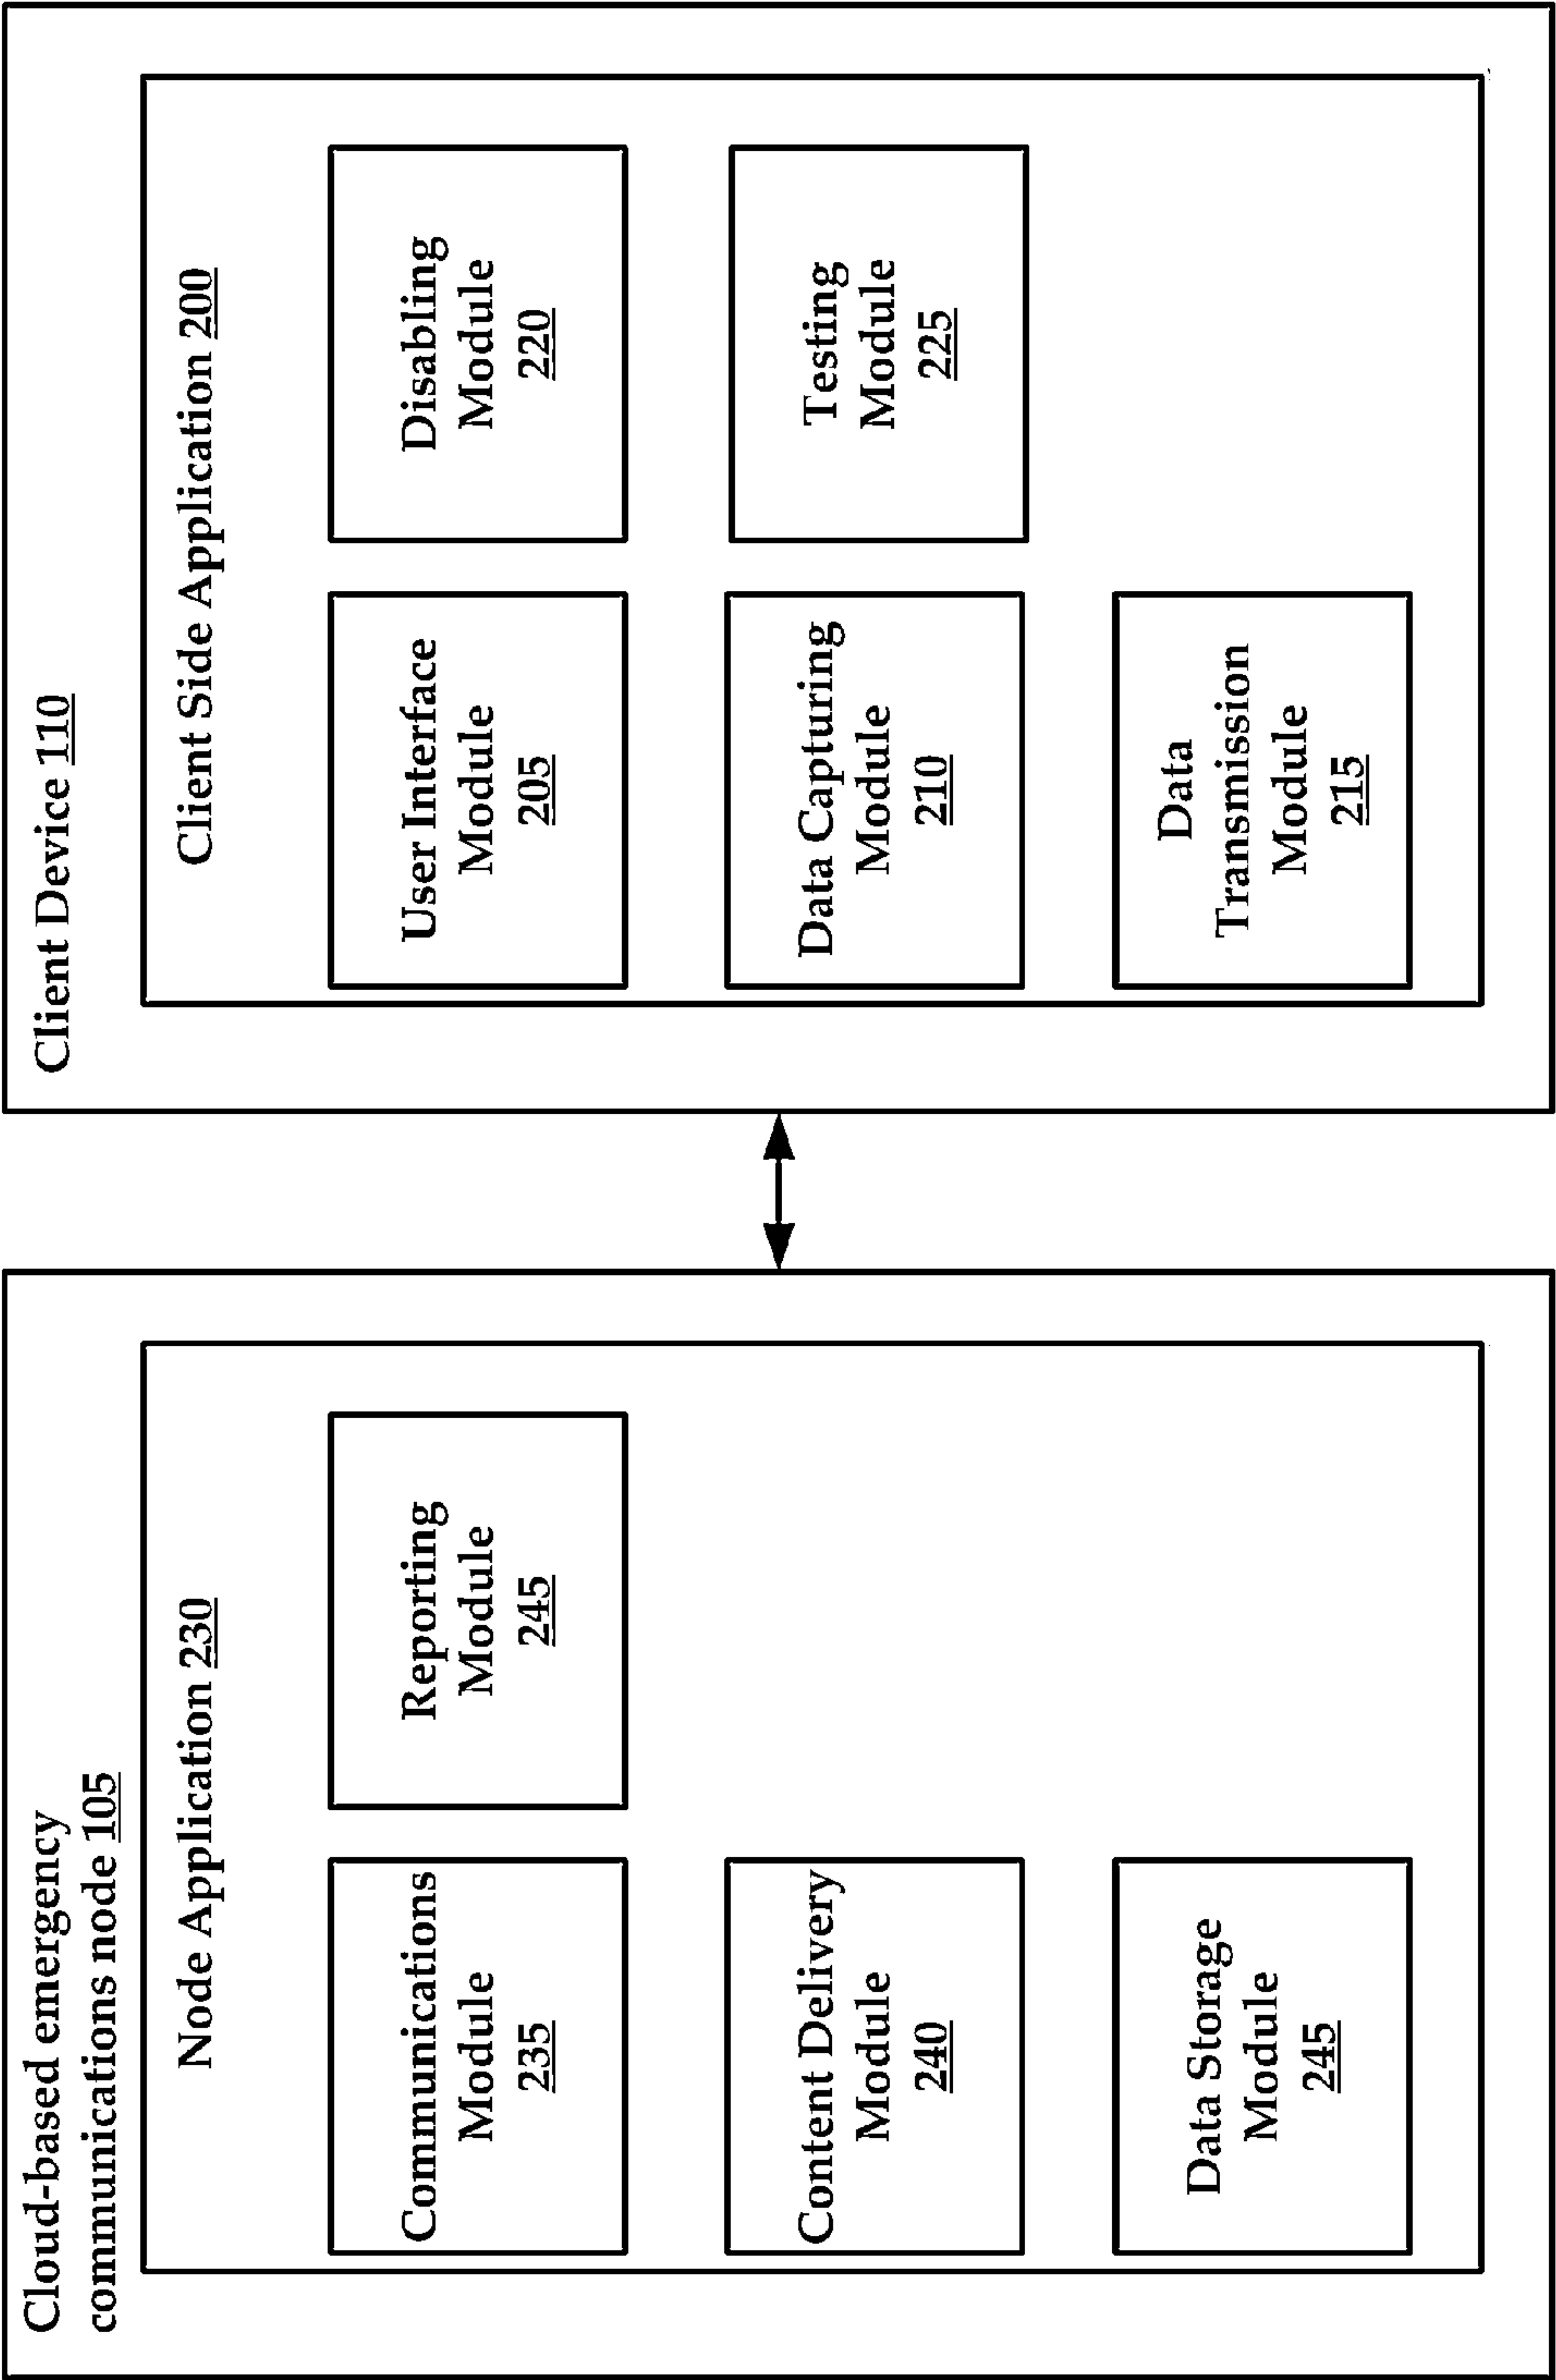 Cloud-based emergency
communications node 105
Node Application 230
Communications
Module
235
Reporting
Module
245
Content Delivery
Module
240
Data Storage
Module
245
Client Device 110
Client Side Application 200
User Interface
Module
205
Disabling
Module
220
Data Capturing
Module
210
Testing
Module
225
Data
Transmission
Module
215